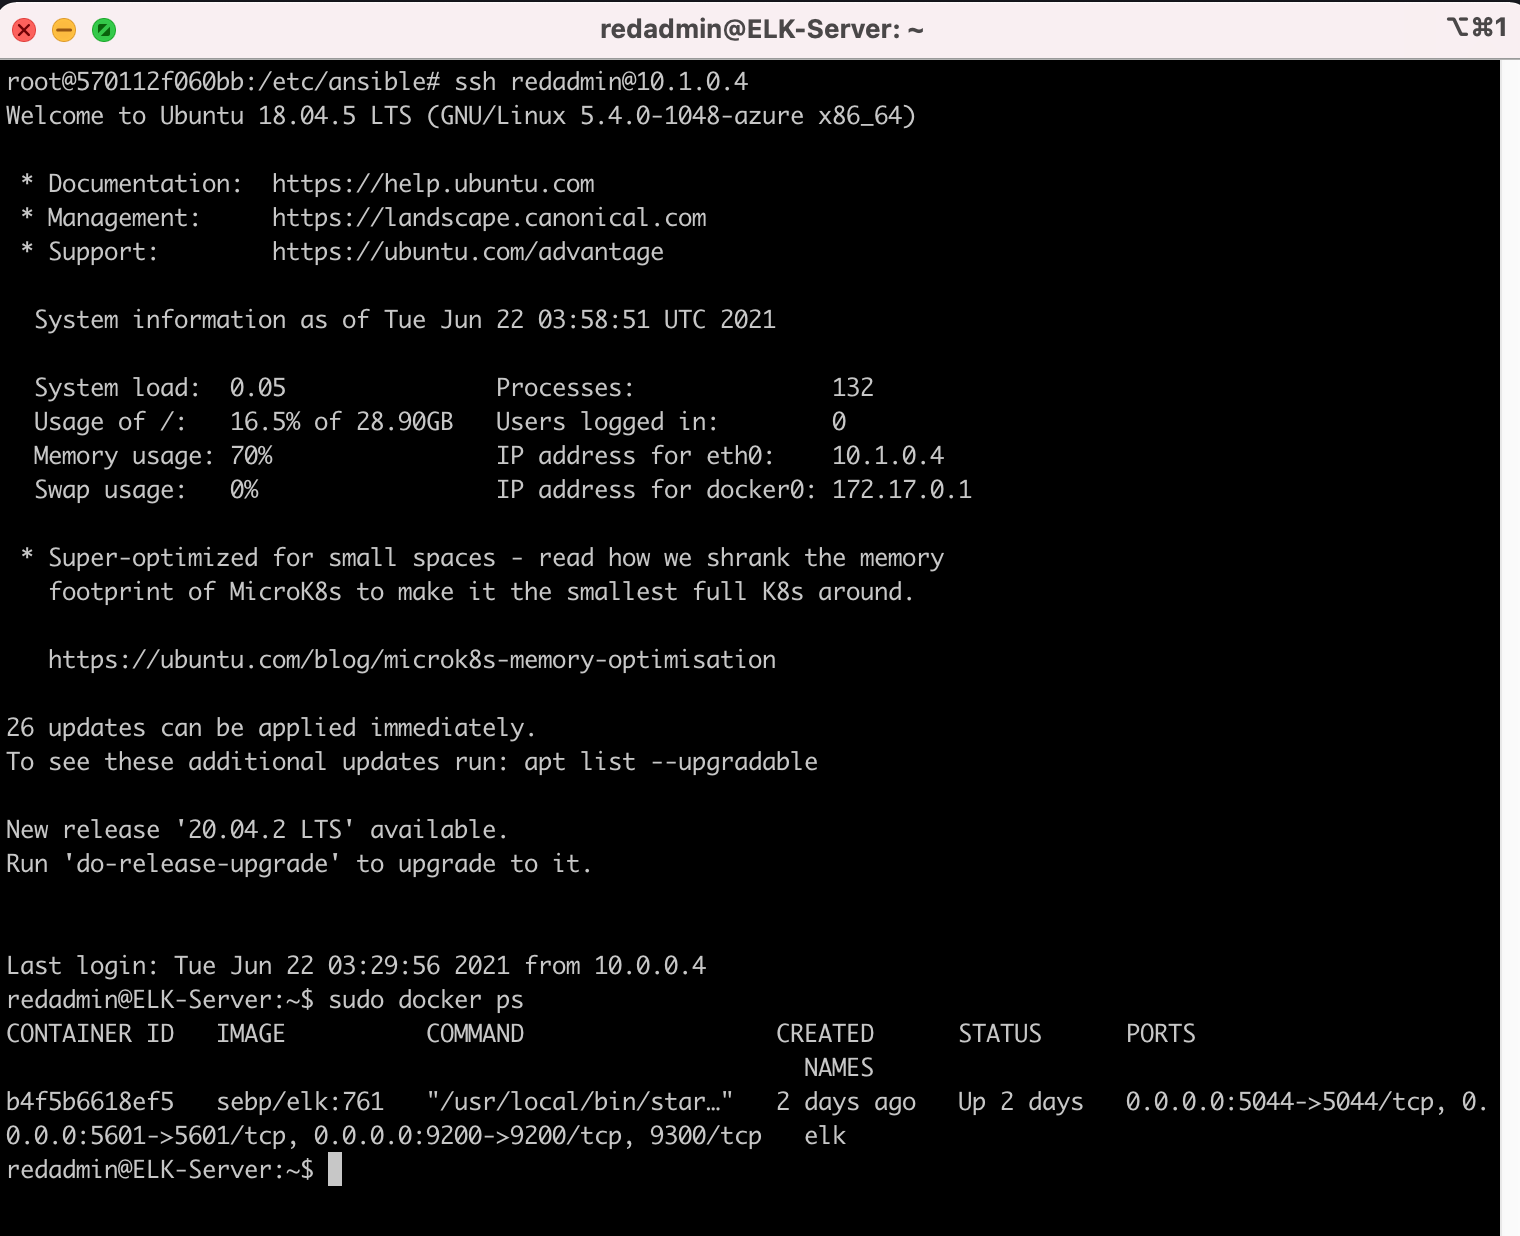 redadmin@ELK-Server: ~
⌥⌘1
root@570112f060bb:/etc/ansible# ssh redadmin@10.1.0.4
Welcome to Ubuntu 18.04.5 LTS (GNU/Linux 5.4.0-1048-azure x86_64)
 * Documentation:  https://help.ubuntu.com
 * Management:     https://landscape.canonical.com
 * Support:        https://ubuntu.com/advantage
  System information as of Tue Jun 22 03:58:51 UTC 2021
  System load:  0.05               Processes:              132
  Usage of /:   16.5% of 28.90GB   Users logged in:        0
  Memory usage: 70%                IP address for eth0:    10.1.0.4
  Swap usage:   0%                 IP address for docker0: 172.17.0.1
 * Super-optimized for small spaces - read how we shrank the memory
   footprint of MicroK8s to make it the smallest full K8s around.
   https://ubuntu.com/blog/microk8s-memory-optimisation
26 updates can be applied immediately.
To see these additional updates run: apt list --upgradable
New release '20.04.2 LTS' available.
Run 'do-release-upgrade' to upgrade to it.
Last login: Tue Jun 22 03:29:56 2021 from 10.0.0.4
redadmin@ELK-Server:~$ sudo docker ps
CONTAINER ID   IMAGE          COMMAND                  CREATED      STATUS      PORTS
                                                         NAMES
b4f5b6618ef5   sebp/elk:761   "/usr/local/bin/star…"   2 days ago   Up 2 days   0.0.0.0:5044->5044/tcp, 0.
0.0.0:5601->5601/tcp, 0.0.0.0:9200->9200/tcp, 9300/tcp   elk
redadmin@ELK-Server:~$